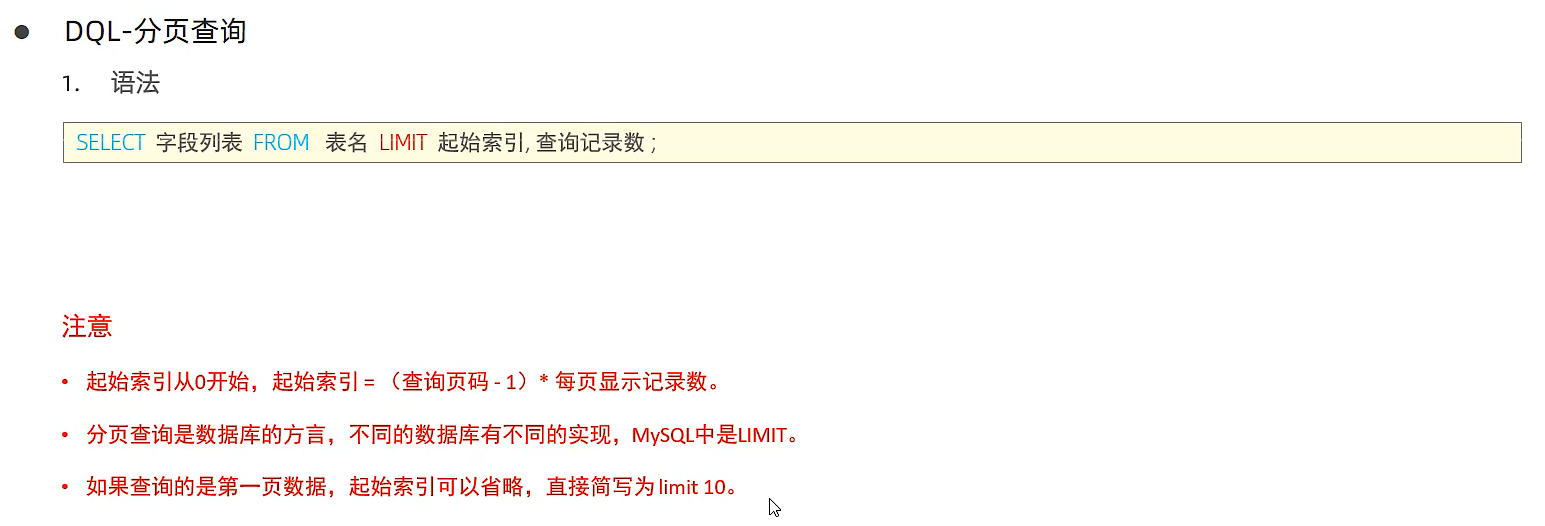 ● DQL-分页查询
1. 语法
SELECT 字段列表 FROM 表名 LIMIT 起始索引, 查询记录数 ;
注意
• 起始索引从0开始，起始索引 = （查询页码 - 1）* 每页显示记录数。
• 分页查询是数据库的方言，不同的数据库有不同的实现，MySQL中是LIMIT。
• 如果查询的是第一页数据，起始索引可以省略，直接简写为 limit 10。